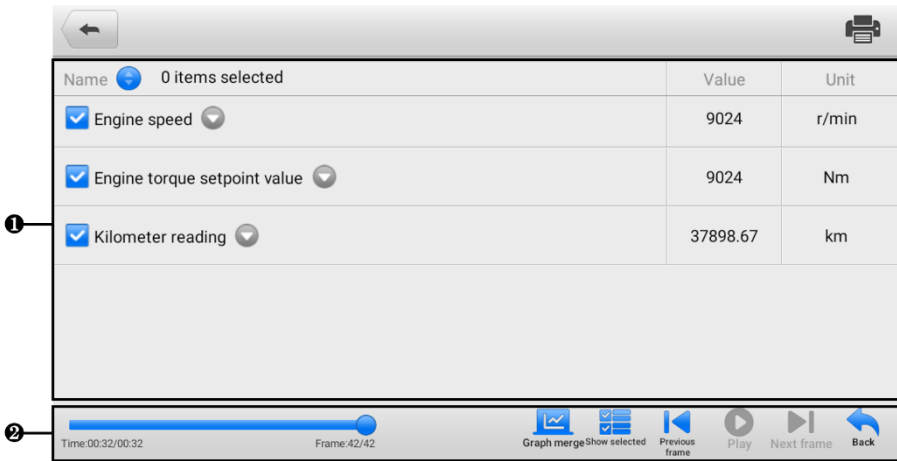 Name 0 items selected Value Unit
Engine speed 9024 r/min
Engine torque setpoint value 9024 Nm
❶
Kilometer reading 37898.67 km
❷
Time:00:32/00:32 Frame:42/42 Graph merge Show selected Previous frame Play Next frame Back